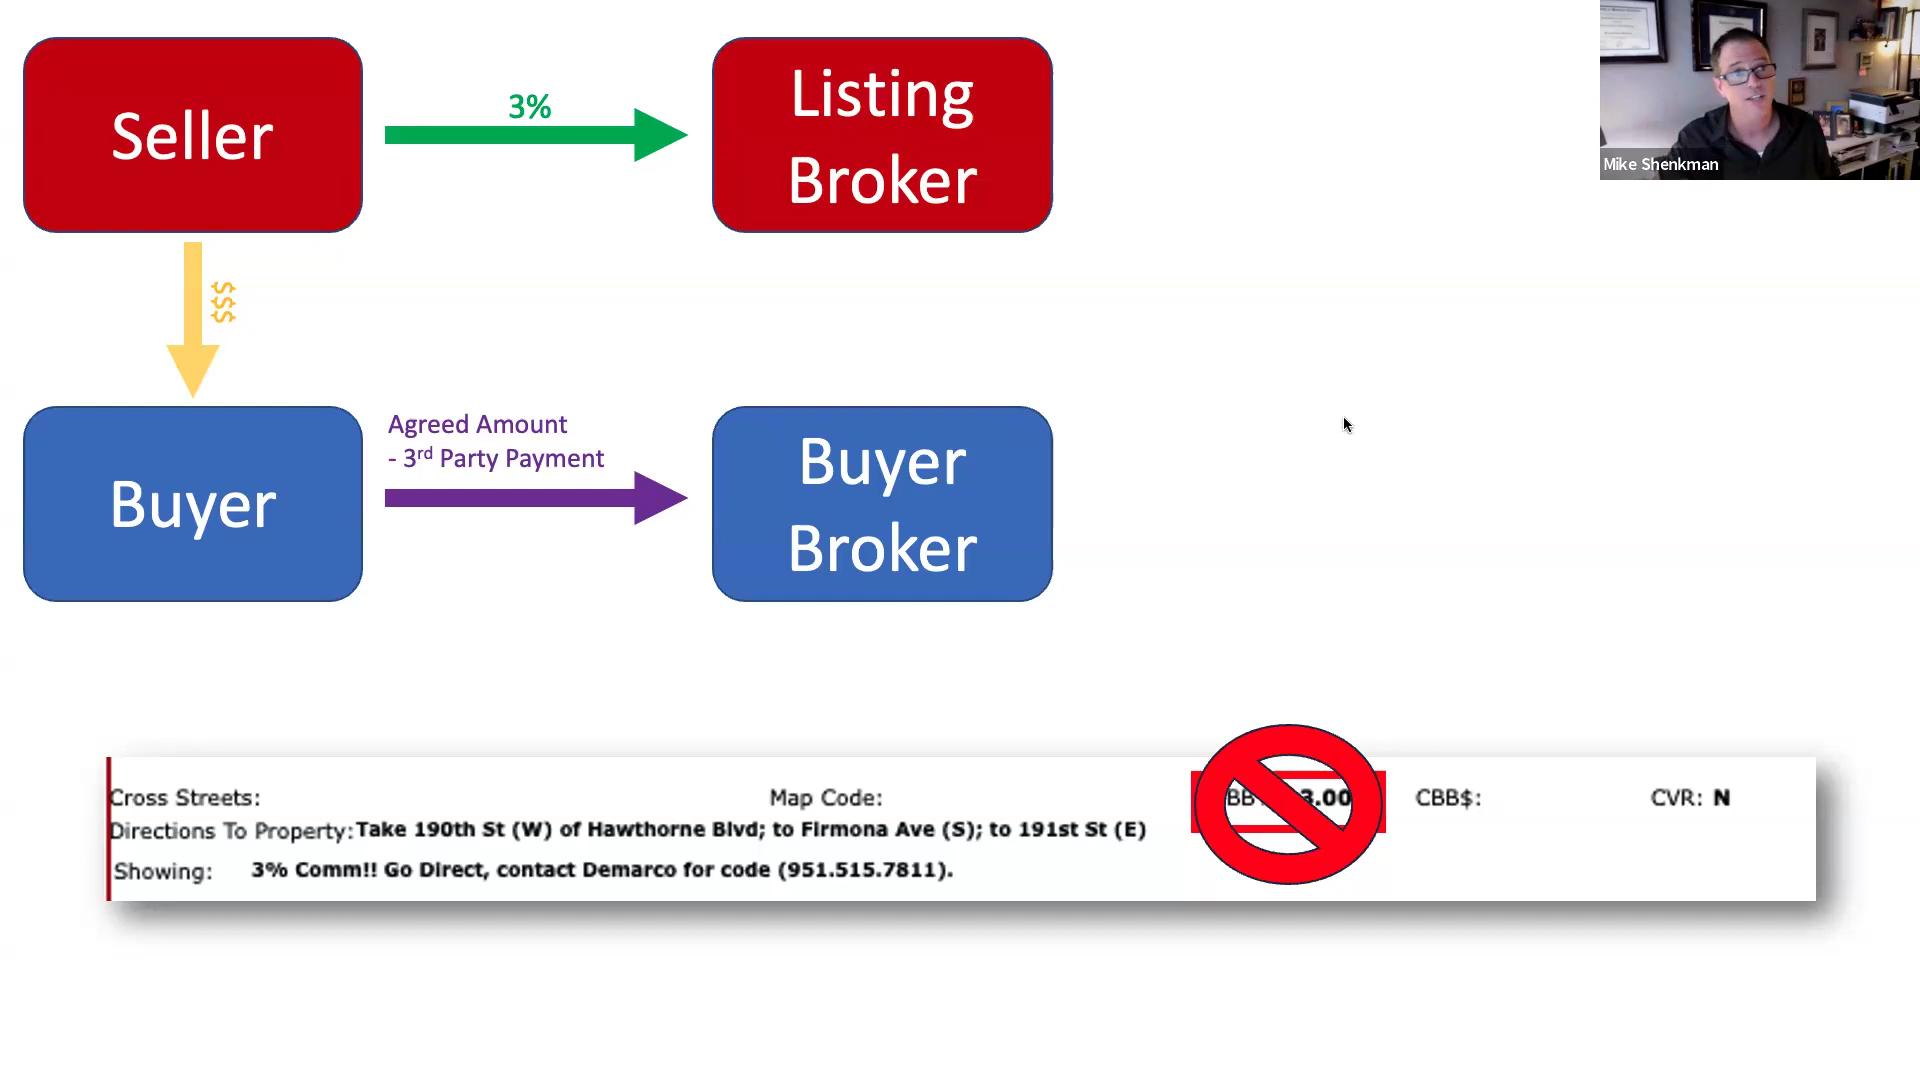 Seller
3%
Listing
Broker
Mike Shenkman
$$$
Buyer
Agreed Amount
- 3rd Party Payment
Buyer
Broker
Cross Streets:
Map Code:
3.00
CBB$:
CVR: N
Directions To Property: Take 190th St (W) of Hawthorne Blvd; to Firmona Ave (S); to 191st St (E)
Showing: 3% Comm!! Go Direct, contact Demarco for code (951.515.7811).